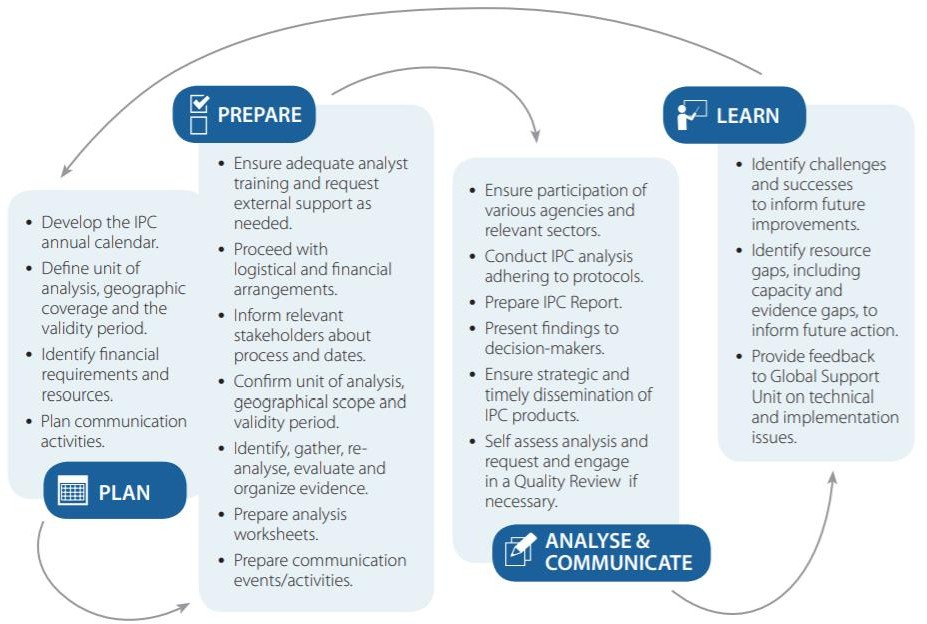 PLAN
• Develop the IPC
annual calendar.
• Define unit of
analysis, geographic
coverage and the
validity period.
• Identify financial
requirements and
resources.
• Plan communication
activities.
PREPARE
• Ensure adequate analyst
training and request
external support as
needed.
• Proceed with
logistical and financial
arrangements.
• Inform relevant
stakeholders about
process and dates.
• Confirm unit of analysis,
geographical scope and
validity period.
• Identify, gather, re-
analyse, evaluate and
organize evidence.
• Prepare analysis
worksheets.
• Prepare communication
events/activities.
ANALYSE &
COMMUNICATE
• Ensure participation of
various agencies and
relevant sectors.
• Conduct IPC analysis
adhering to protocols.
• Prepare IPC Report.
• Present findings to
decision-makers.
• Ensure strategic and
timely dissemination of
IPC products.
• Self assess analysis and
request and engage
in a Quality Review if
necessary.
LEARN
• Identify challenges
and successes
to inform future
improvements.
• Identify resource
gaps, including
capacity and
evidence gaps, to
inform future action.
• Provide feedback
to Global Support
Unit on technical
and implementation
issues.